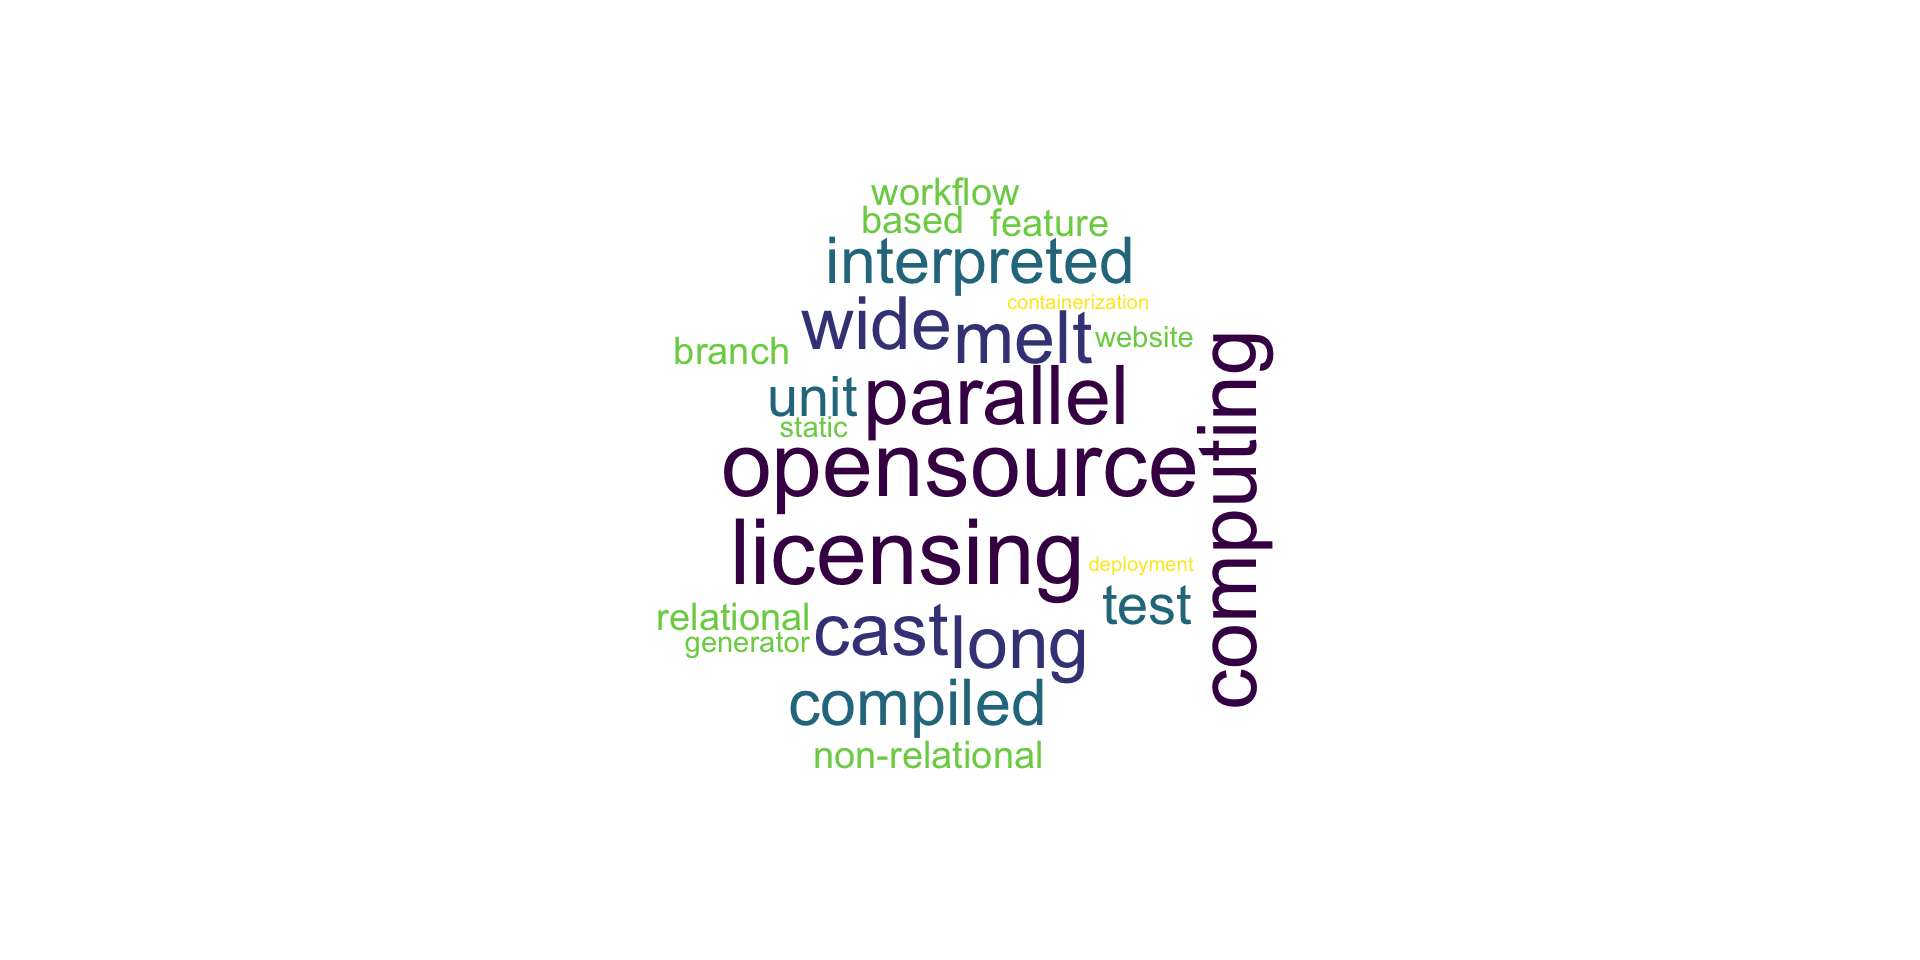 workflow
based
feature
interpreted
containerization
wide
melt
website
branch
parallel
unit
static
computing
opensource
licensing
deployment
test
relational
cast
long
generator
compiled
non-relational